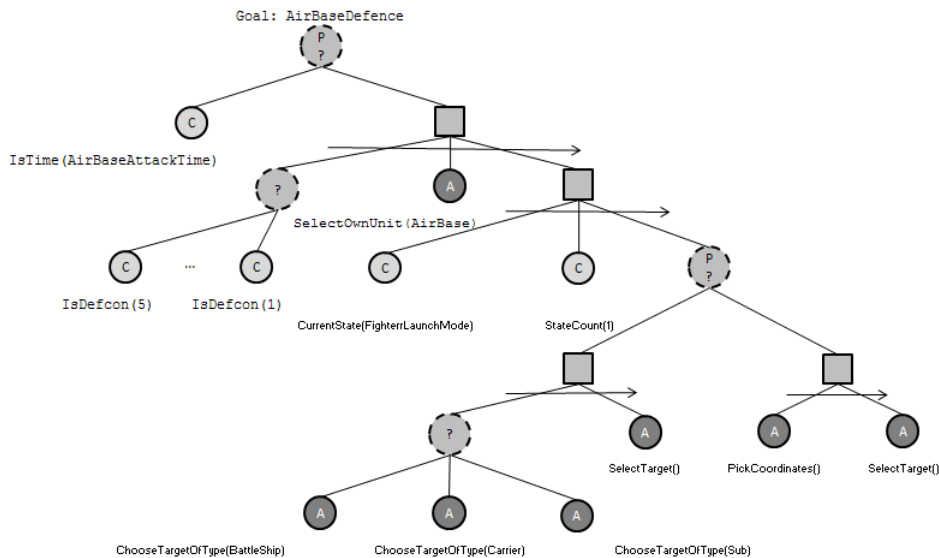 Goal: AirBaseDefence
P
?
C
IsTime(AirBaseAttackTime)
?
A
SelectOwnUnit(AirBase)
C
...
C
C
C
P
?
IsDefcon(5)
IsDefcon(1)
CurrentState(FighterrLaunchMode)
StateCount(1)
?
A
A
A
SelectTarget()
PickCoordinates()
SelectTarget()
A
A
A
ChooseTargetOfType(BattleShip)
ChooseTargetOfType(Carrier)
ChooseTargetOfType(Sub)